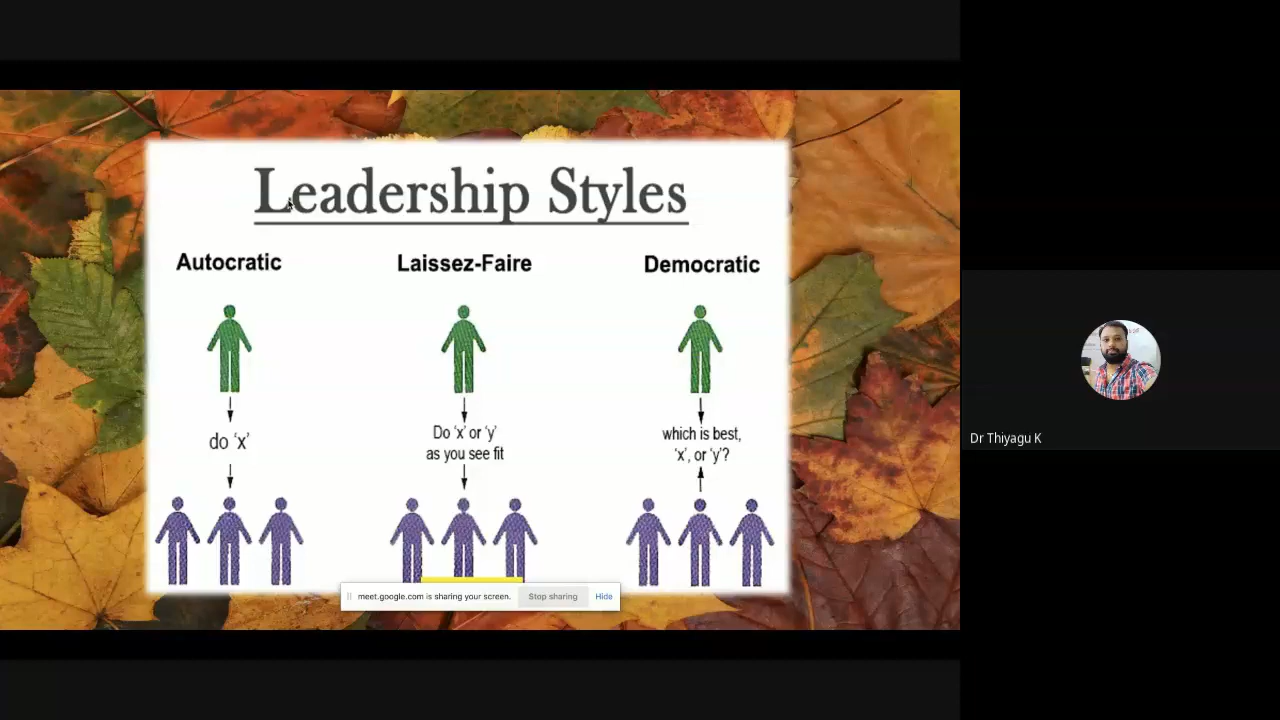 Leadership Styles
Autocratic
Laissez-Faire
Democratic
do ‘x’
Do ‘x’ or ‘y’
as you see fit
which is best,
‘x’, or ‘y’?
Dr Thiyagu K
meet.google.com is sharing your screen.
Stop sharing
Hide